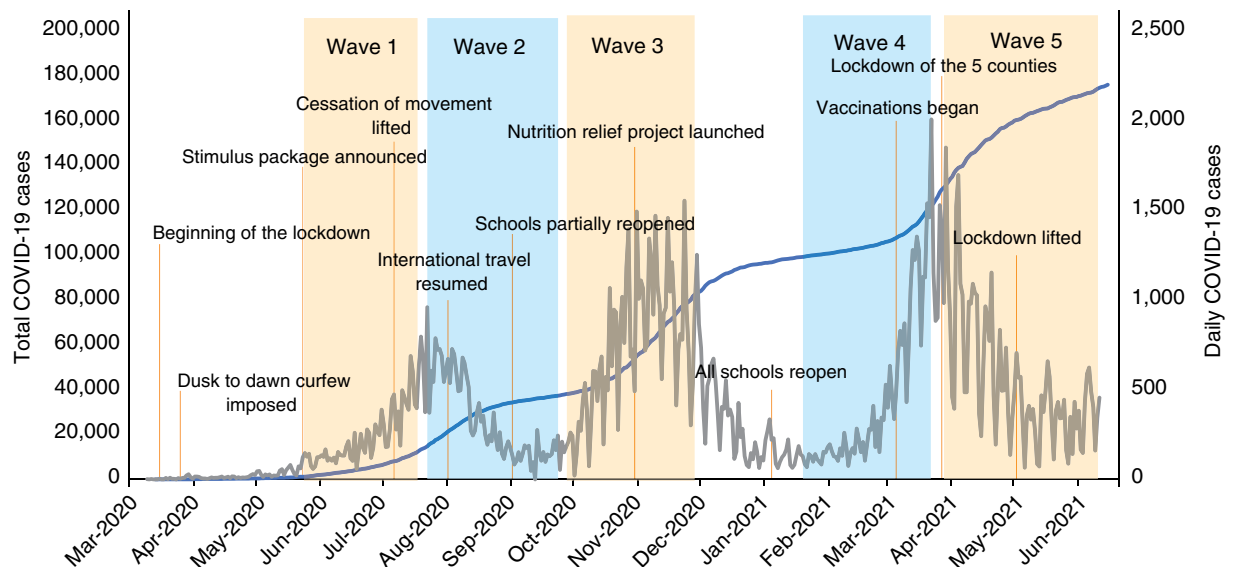 Wave 1
Wave 2
Wave 3
Wave 4
Wave 5
Lockdown of the 5 counties
Cessation of movement
lifted
Vaccinations began
Nutrition relief project launched
Stimulus package announced
Beginning of the lockdown
Schools partially reopened
Lockdown lifted
International travel
resumed
Dusk to dawn curfew
imposed
All schools reopen
Total COVID-19 cases
200,000
180,000
160,000
140,000
120,000
100,000
80,000
60,000
40,000
20,000
0
Daily COVID-19 cases
2,500
2,000
1,500
1,000
500
0
Mar-2020
Apr-2020
May-2020
Jun-2020
Jul-2020
Aug-2020
Sep-2020
Oct-2020
Nov-2020
Dec-2020
Jan-2021
Feb-2021
Mar-2021
Apr-2021
May-2021
Jun-2021